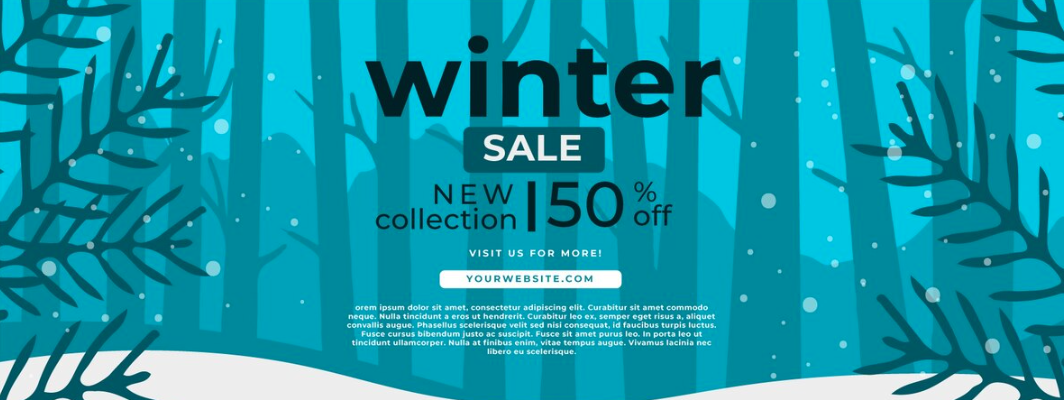 winter
SALE
NEW
collection
50 %
off
VISIT US FOR MORE!
YOURWEBSITE.COM
orem ipsum dolor sit amet, consectetur adipiscing elit. Curabitur sit amet commodo
neque. Nulla tincidunt a eros ut hendrerit. Curabitur leo ex, semper eget risus a, aliquet
convallis augue. Phasellus scelerisque velit sed nisi consequat, id faucibus turpis luctus.
Fusce cursus bibendum justo ac suscipit. Fusce sit amet purus leo. In porta leo ut
tincidunt ullamcorper. Nulla at finibus enim, vitae tempus augue. Vivamus lacinia nec
libero eu scelerisque.